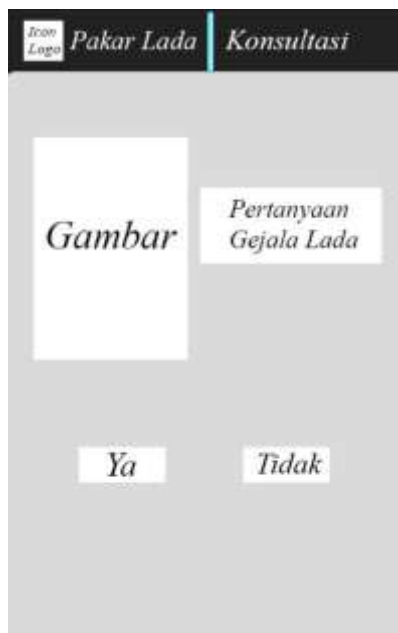 Icon
Logo
Pakar Lada
Konsultasi
Gambar
Pertanyaan
Gejala Lada
Ya
Tidak